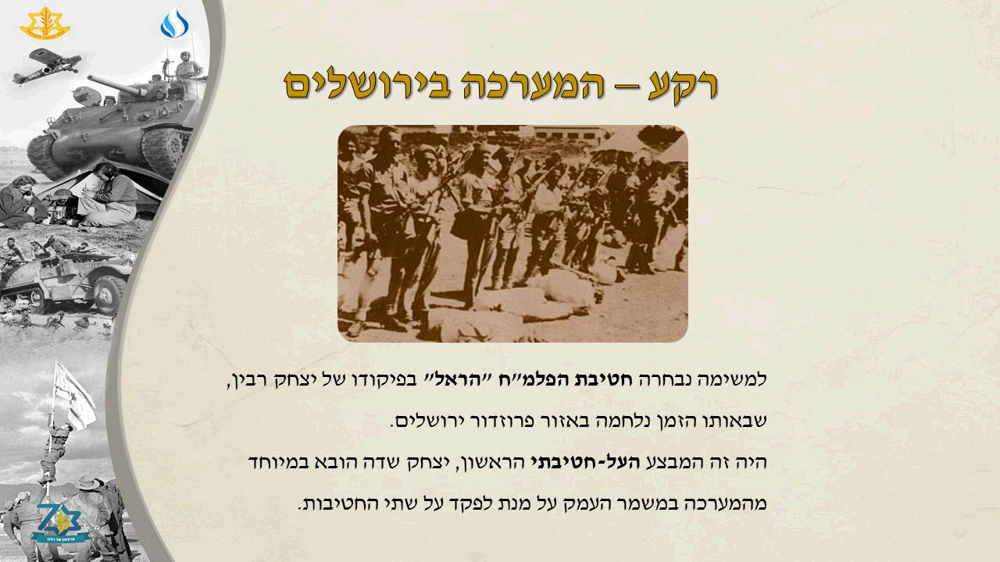 רקע – המערכה בירושלים
למשימה נבחרה חטיבת הפלמ"ח "הראל" בפיקודו של יצחק רבין,
שבאותו הזמן נלחמה באזור פרוזדור ירושלים.
היה זה המבצע העל-חטיבתי הראשון, יצחק שדה הובא במיוחד
מהמערכה במשמר העמק על מנת לפקד על שתי החטיבות.
70